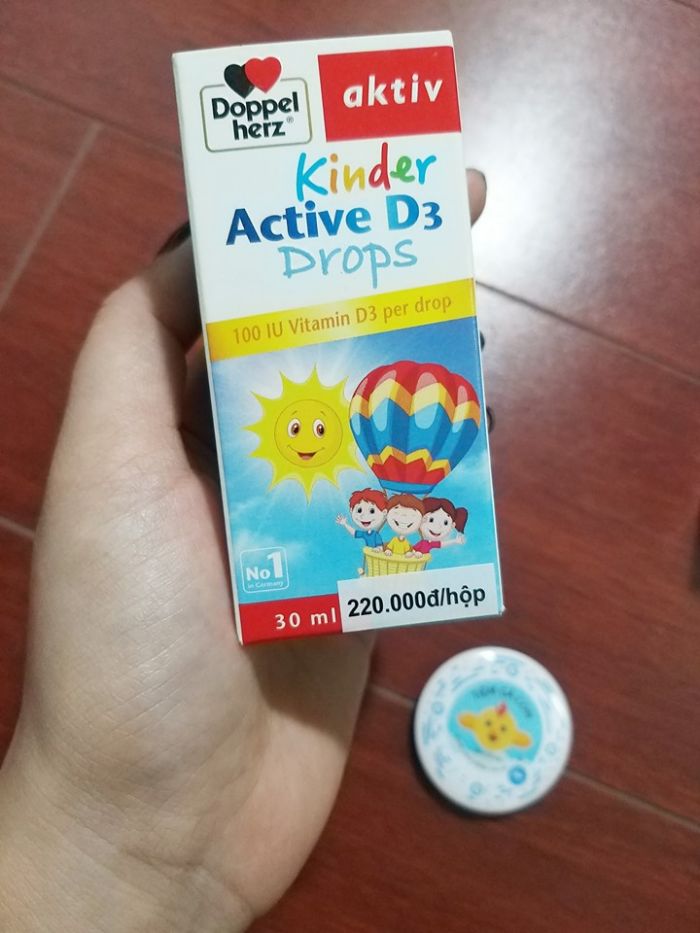 Doppel
herz®
aktiv
Kinder
Active D3
Drops
100 IU Vitamin D3 per drop
No1
in Germany
30 ml
220.000đ/hộp